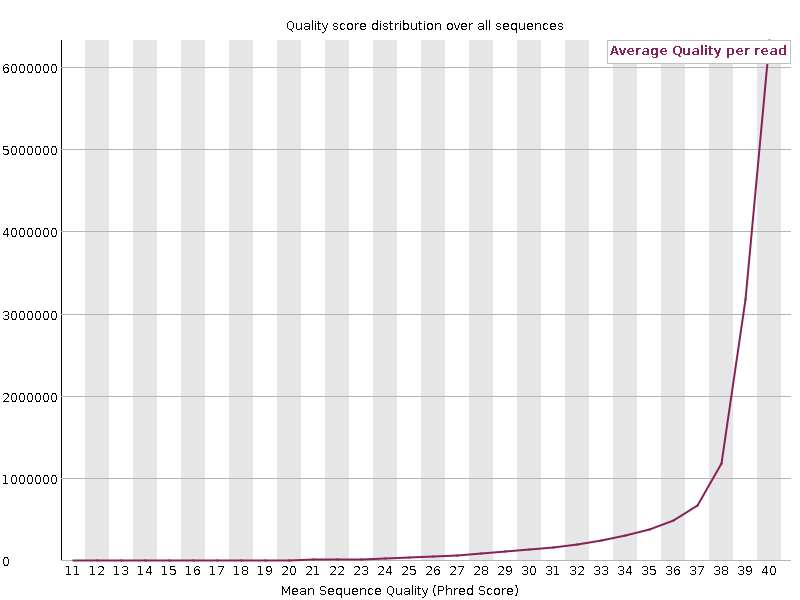 Quality score distribution over all sequences
Average Quality per read
6000000
5000000
4000000
3000000
2000000
1000000
0
11 12 13 14 15 16 17 18 19 20 21 22 23 24 25 26 27 28 29 30 31 32 33 34 35 36 37 38 39 40
Mean Sequence Quality (Phred Score)